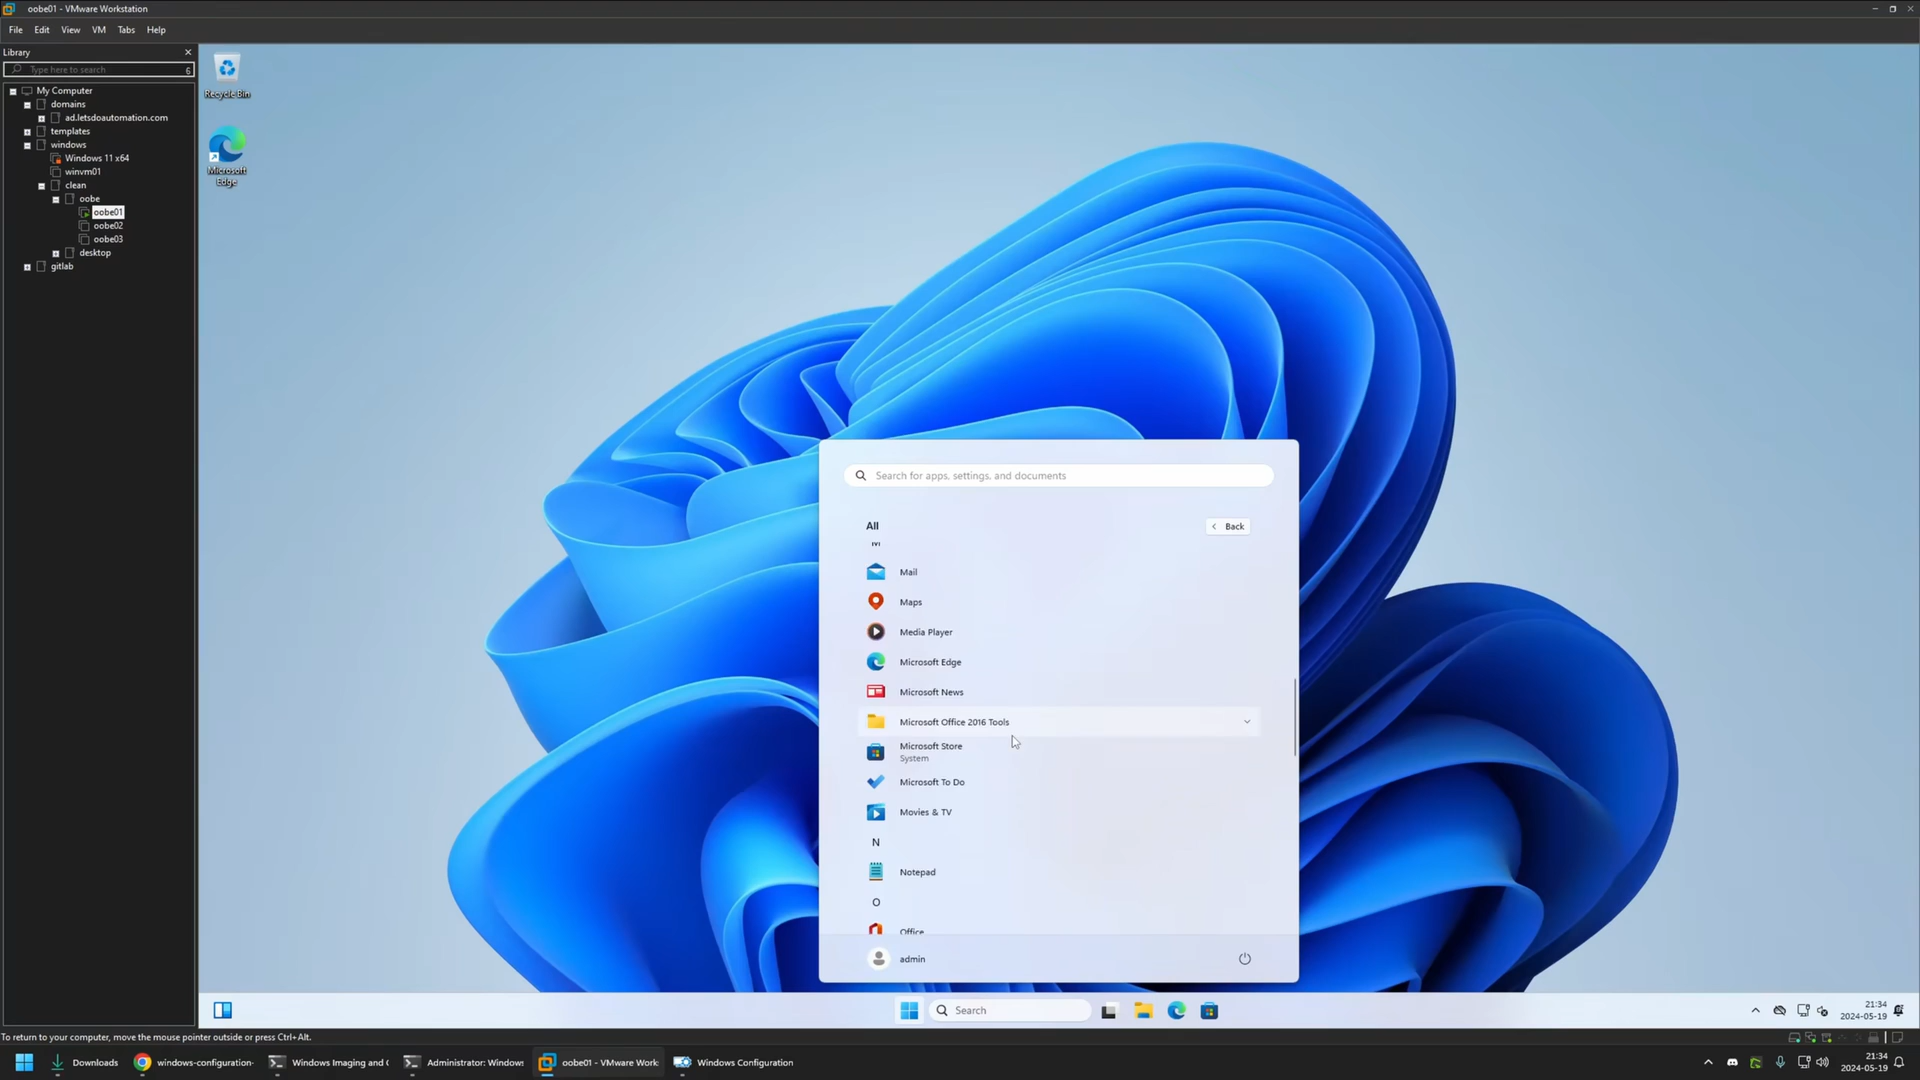 oobe01 - VMware Workstation
File Edit View VM Tabs Help
Library
Type here to search
6
My Computer
domains
ad.letsdoautomation.com
templates
windows
Windows 11 x64
winvm01
clean
oobe
oobe01
oobe02
oobe03
desktop
gitlab
Recycle Bin
Microsoft
Edge
Search for apps, settings, and documents
All
Back
M
Mail
Maps
Media Player
Microsoft Edge
Microsoft News
Microsoft Office 2016 Tools
Microsoft Store
System
Microsoft To Do
Movies & TV
N
Notepad
O
Office
admin
Search
21:34
2024-05-19
To return to your computer, move the mouse pointer outside or press Ctrl+Alt.
Downloads
windows-configuration-
Windows Imaging and C
Administrator: Windows
oobe01 - VMware Work
Windows Configuration
21:34
2024-05-19